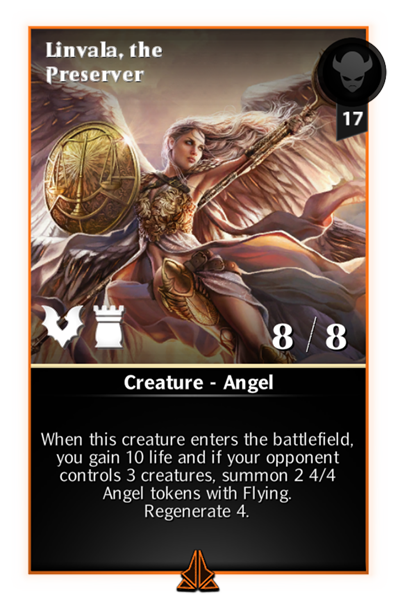 Linvala, the
Preserver
17
8 / 8
Creature - Angel
When this creature enters the battlefield,
you gain 10 life and if your opponent
controls 3 creatures, summon 2 4/4
Angel tokens with Flying.
Regenerate 4.